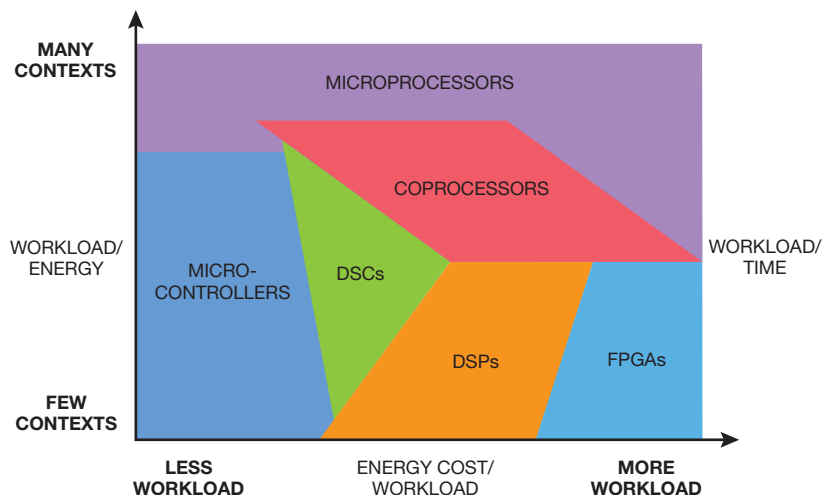 MANY
CONTEXTS
MICROPROCESSORS
COPROCESSORS
WORKLOAD/
ENERGY
WORKLOAD/
TIME
MICRO-
CONTROLLERS
DSCs
DSPs
FPGAs
FEW
CONTEXTS
LESS
WORKLOAD
ENERGY COST/
WORKLOAD
MORE
WORKLOAD